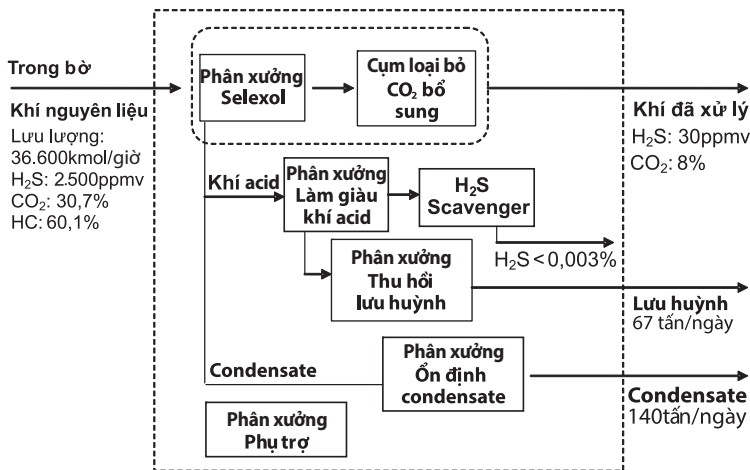 Trong bờ
Khí nguyên liệu
Lưu lượng:
36.600kmol/giờ
H₂S: 2.500ppmv
CO₂: 30,7%
HC: 60,1%
Phân xưởng
Selexol
Cụm loại bỏ
CO₂ bổ
sung
Khí đã xử lý
H₂S: 30ppmv
CO₂: 8%
Khí acid
Phân xưởng
Làm giàu
khí acid
H₂S
Scavenger
H₂S<0,003%
Phân xưởng
Thu hồi
lưu huỳnh
Lưu huỳnh
67 tấn/ngày
Condensate
Phân xưởng
Ổn định
condensate
Condensate
140tấn/ngày
Phân xưởng
Phụ trợ